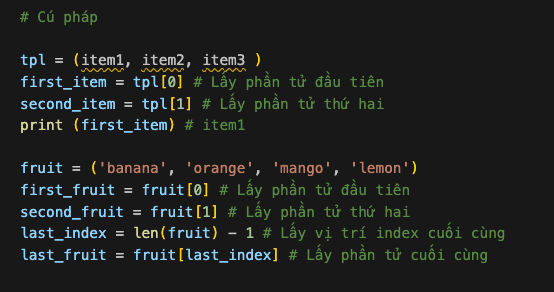 # Cú pháp
tpl = (item1, item2, item3 )
first_item = tpl[0] # Lấy phần tử đầu tiên
second_item = tpl[1] # Lấy phần tử thứ hai
print (first_item) # item1
fruit = ('banana', 'orange', 'mango', 'lemon')
first_fruit = fruit[0] # Lấy phần tử đầu tiên
second_fruit = fruit[1] # Lấy phần tử thứ hai
last_index = len(fruit) - 1 # Lấy vị trí index cuối cùng
last_fruit = fruit[last_index] # Lấy phần tử cuối cùng